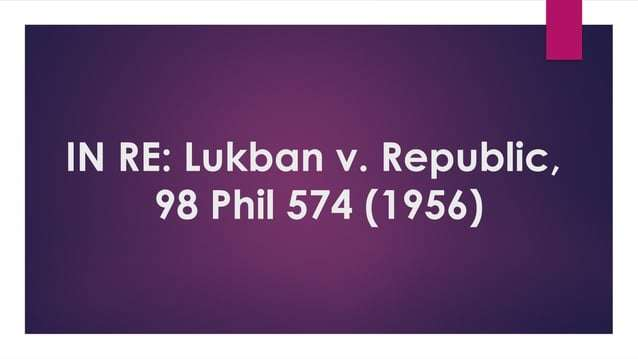 IN RE: Lukban v. Republic,
98 Phil 574 (1956)